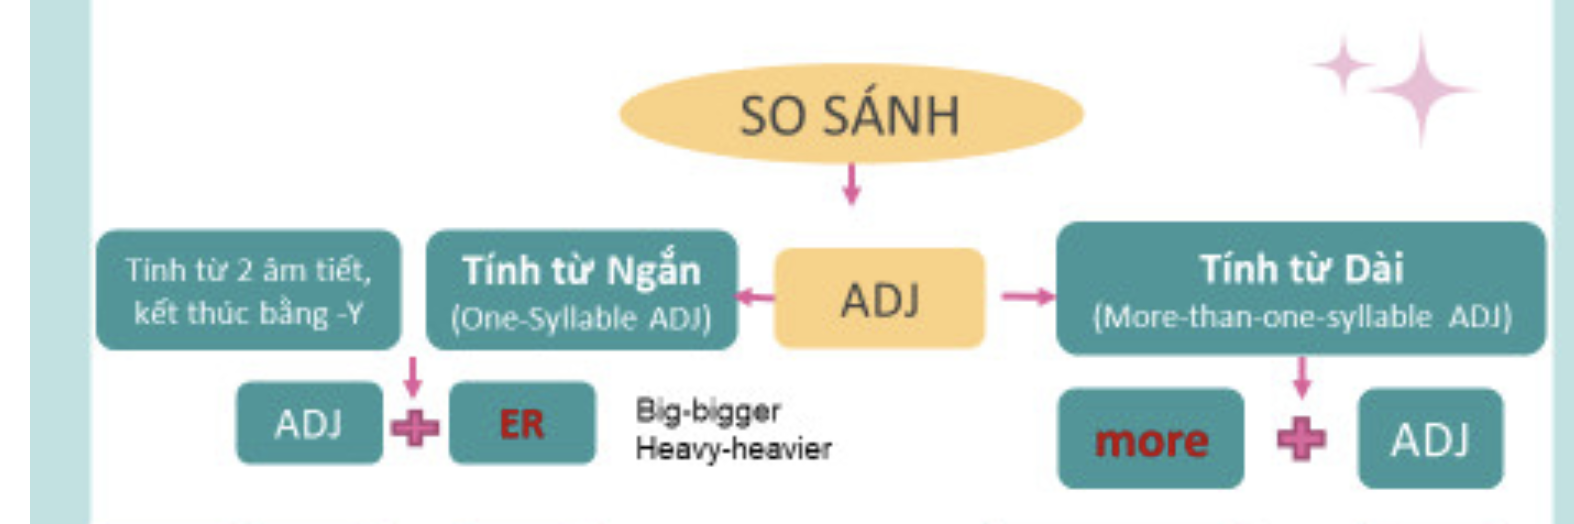 SO SÁNH
Tính từ 2 âm tiết,
kết thúc bằng -Y
Tính từ Ngắn
(One-Syllable ADJ)
ADJ
Tính từ Dài
(More-than-one-syllable ADJ)
ADJ
ER
Big-bigger
Heavy-heavier
more
ADJ